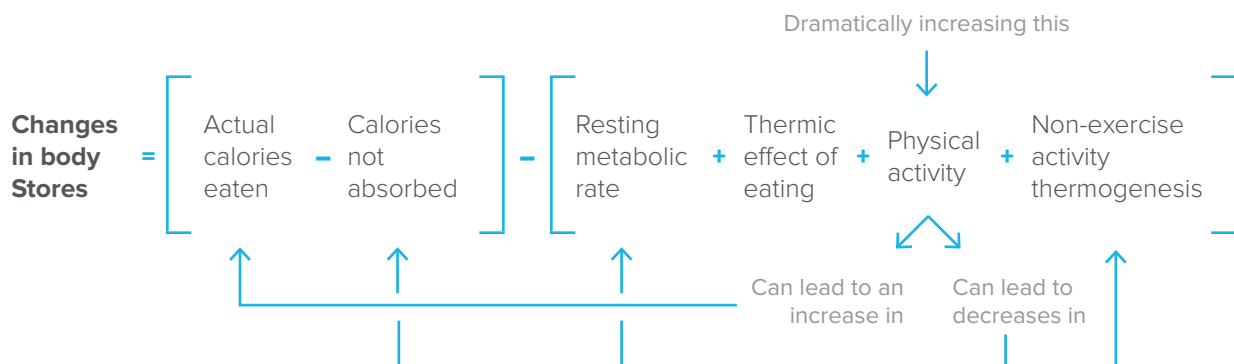 Dramatically increasing this
Changes
in body
Stores
=
Actual
calories
eaten
–
Calories
not
absorbed
–
Resting
metabolic
rate
+
Thermic
effect of
eating
+
Physical
activity
+
Non-exercise
activity
thermogenesis
Can lead to an
increase in
Can lead to
decreases in